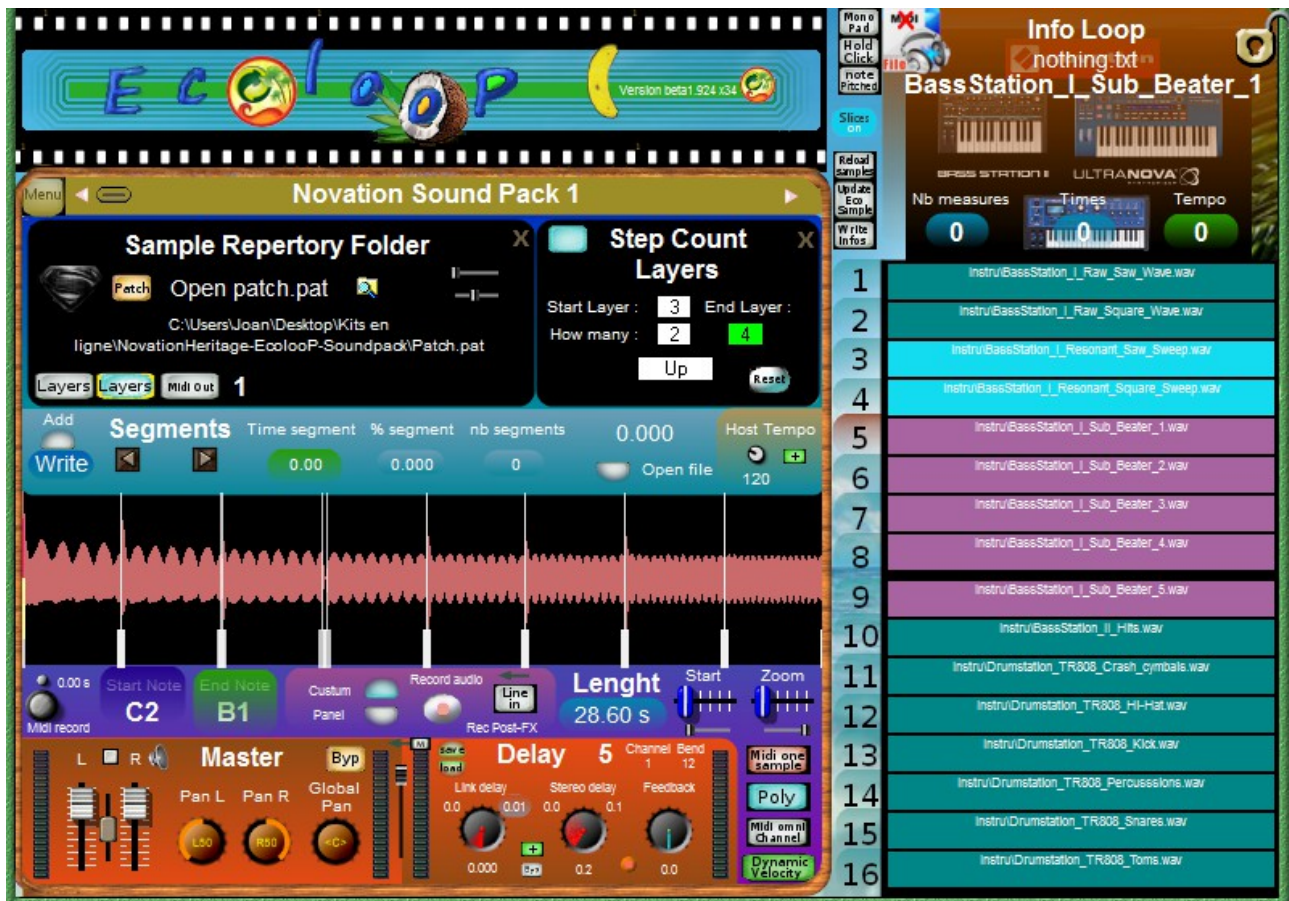 EcolooP
Version beta1.924 x34
Menu
Novation Sound Pack 1
Sample Repertory Folder
X
Patch
Open patch.pat
C:\Users\Joan\Desktop\Kits en
ligne\NovationHeritage-EcolooP-Soundpack\Patch.pat
Layers
Layers
Midi Out
1
Step Count
Layers
X
Start Layer :
3
End Layer :
How many :
2
4
Up
Reset
Add
Write
Segments
Time segment
% segment
nb segments
0.00
0.000
0
0.000
Open file
Host Tempo
+
120
0.00 s
Midi record
Start Note
C2
End Note
B1
Custum
Panel
Record audio
Line
in
Rec Post-FX
Lenght
28.60 s
Start
Zoom
L
R
Master
Byp
Pan L
Pan R
Global
Pan
L50
R50
<C>
M
save
load
Delay
5
Channel
1
Bend
12
Link delay
Stereo delay
Feedback
0.0
0.01
0.0
0.1
+
0.000
Byp
0.2
0.0
Midi one
sample
Poly
Midi omni
Channel
Dynamic
Velocity
Mono
Pad
Hold
Click
note
Pitched
Slices
on
Reload
samples
Update
Eco
Sample
Write
Infos
MIDI
File
Info Loop
nothing.txt
BassStation_I_Sub_Beater_1
BASS STATION II
ULTRANOVA
Nb measures
Times
Tempo
0
0
0
1
Instru\BassStation_I_Raw_Saw_Wave.wav
2
Instru\BassStation_I_Raw_Square_Wave.wav
3
Instru\BassStation_I_Resonant_Saw_Sweep.wav
4
Instru\BassStation_I_Resonant_Square_Sweep.wav
5
Instru\BassStation_I_Sub_Beater_1.wav
6
Instru\BassStation_I_Sub_Beater_2.wav
7
Instru\BassStation_I_Sub_Beater_3.wav
8
Instru\BassStation_I_Sub_Beater_4.wav
9
Instru\BassStation_I_Sub_Beater_5.wav
10
Instru\BassStation_II_Hits.wav
11
Instru\Drumstation_TR808_Crash_cymbals.wav
12
Instru\Drumstation_TR808_Hi-Hat.wav
13
Instru\Drumstation_TR808_Kick.wav
14
Instru\Drumstation_TR808_Percusssions.wav
15
Instru\Drumstation_TR808_Snares.wav
16
Instru\Drumstation_TR808_Toms.wav